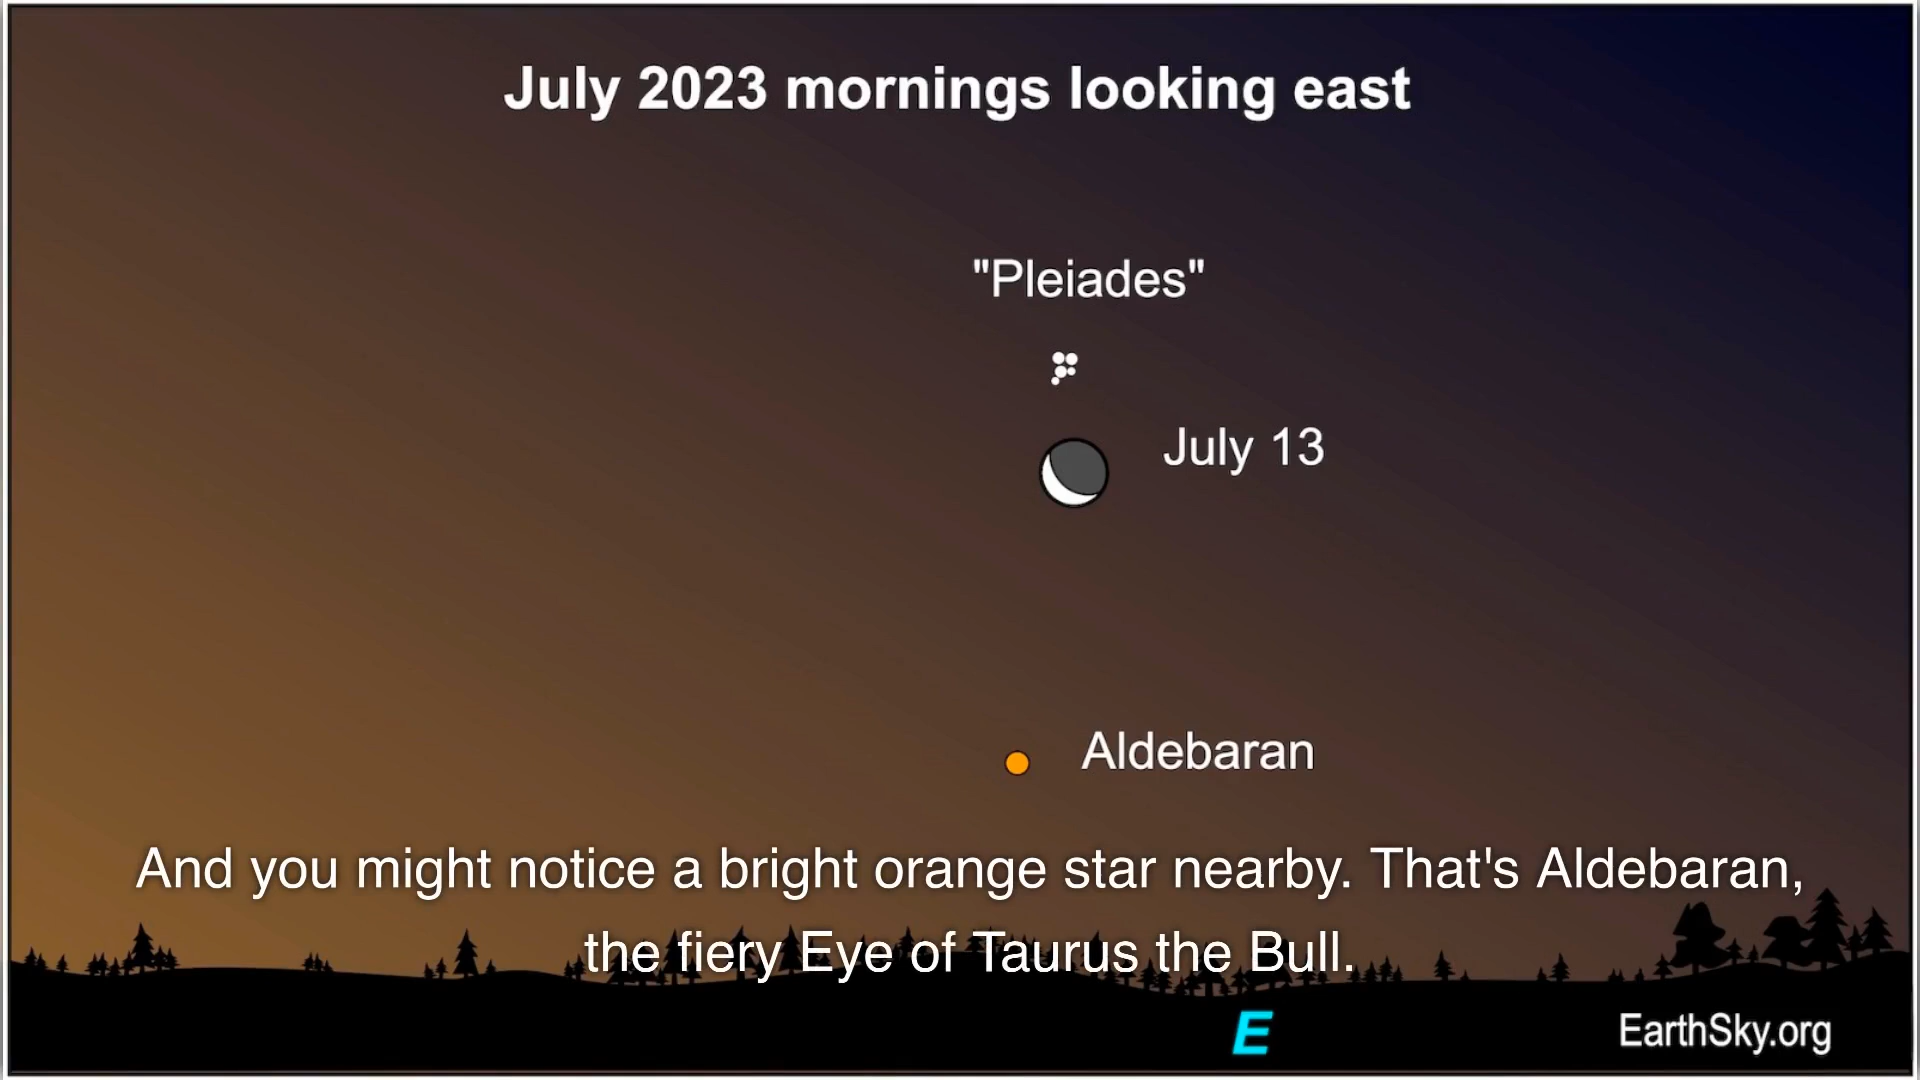 July 2023 mornings looking east
"Pleiades"
July 13
Aldebaran
And you might notice a bright orange star nearby. That's Aldebaran,
the fiery Eye of Taurus the Bull.
E
EarthSky.org